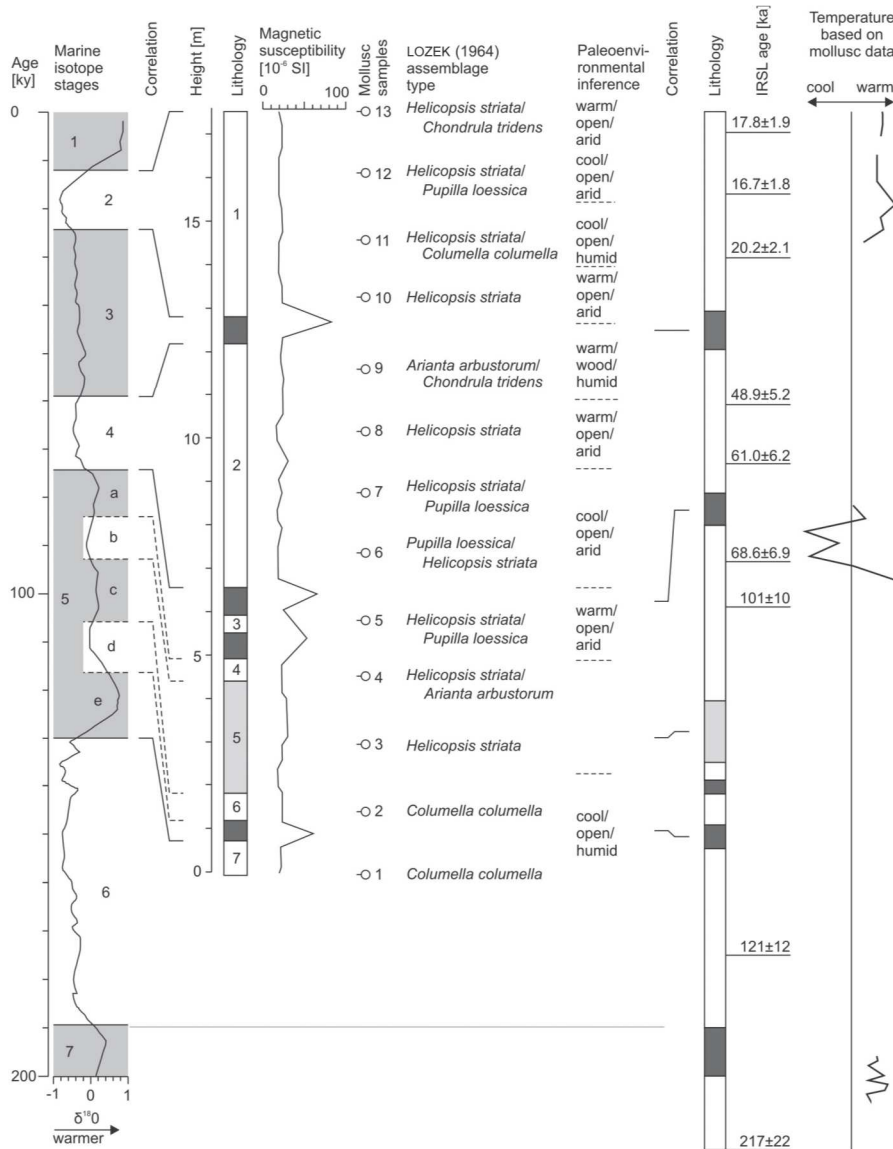 Age [ky]
Marine isotope stages
Correlation
Height [m]
Lithology
Magnetic susceptibility [10⁻⁶ SI]
0 100
Mollusc samples
LOZEK (1964) assemblage type
Paleoenvi-
ronmental
inference
Correlation
Lithology
IRSL age [ka]
Temperature based on mollusc data
cool warm
0
100
200
1
2
3
4
5
a
b
c
d
e
6
7
-1 0 1
δ¹⁸0
warmer
15
10
5
0
1
2
3
4
5
6
7
13 Helicopsis striata/
Chondrula tridens
12 Helicopsis striata/
Pupilla loessica
11 Helicopsis striata/
Columella columella
10 Helicopsis striata
9 Arianta arbustorum/
Chondrula tridens
8 Helicopsis striata
7 Helicopsis striata/
Pupilla loessica
6 Pupilla loessica/
Helicopsis striata
5 Helicopsis striata/
Pupilla loessica
4 Helicopsis striata/
Arianta arbustorum
3 Helicopsis striata
2 Columella columella
1 Columella columella
warm/
open/
arid
cool/
open/
arid
cool/
open/
humid
warm/
open/
arid
warm/
wood/
humid
warm/
open/
arid
cool/
open/
arid
warm/
open/
arid
cool/
open/
humid
17.8±1.9
16.7±1.8
20.2±2.1
48.9±5.2
61.0±6.2
68.6±6.9
101±10
121±12
217±22